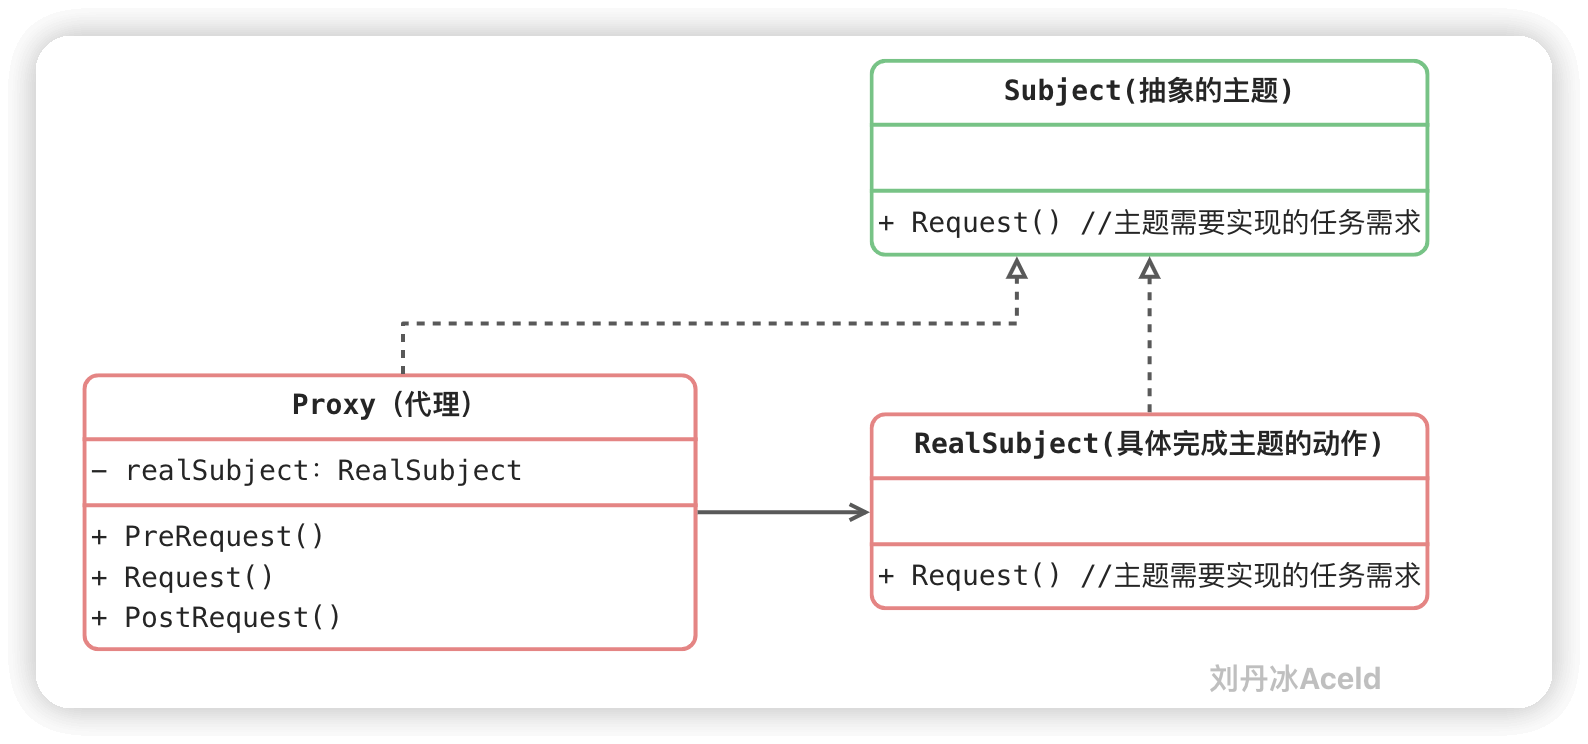 Subject(抽象的主题)
+ Request() //主题需要实现的任务需求
Proxy（代理）
− realSubject：RealSubject
+ PreRequest()
+ Request()
+ PostRequest()
RealSubject(具体完成主题的动作)
+ Request() //主题需要实现的任务需求
刘丹冰Aceld